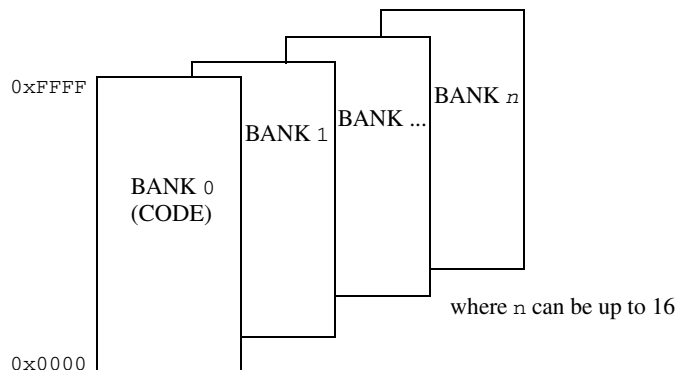 0xFFFF
BANK 0
(CODE)
BANK 1
BANK ...
BANK n
where n can be up to 16
0x0000